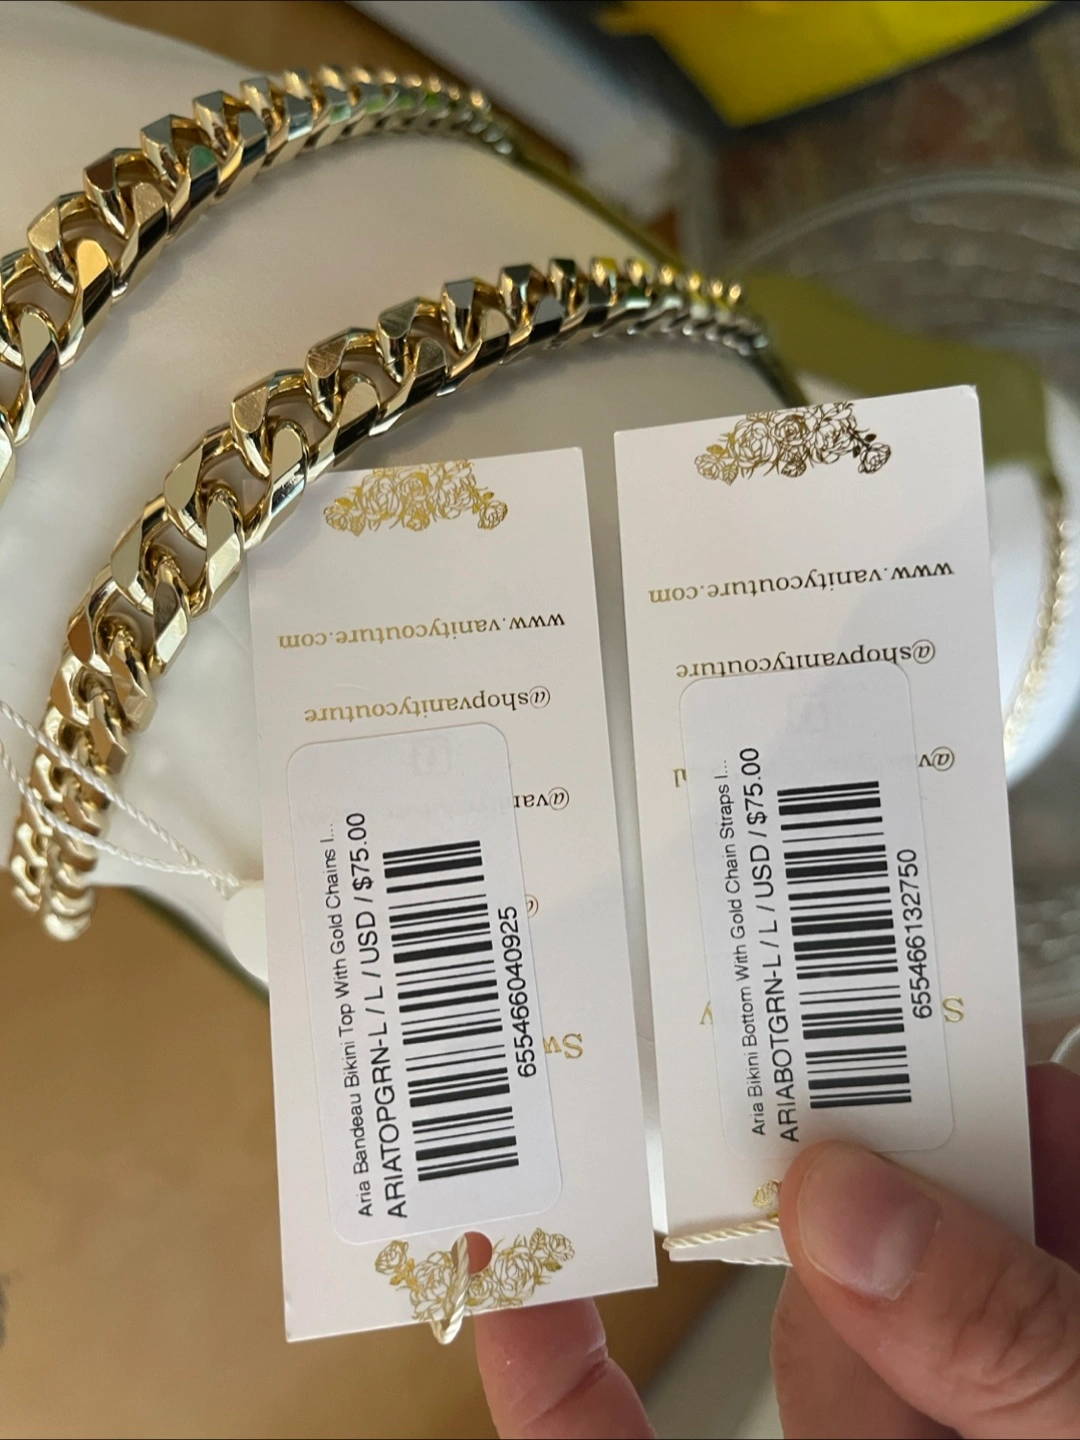 www.vanitycouture.com
@shopvanitycouture
Aria Bandeau Bikini Top With Gold Chains I...
ARIATOPGRN-L / L / USD / $75.00
655466040925
www.vanitycouture.com
@shopvanitycouture
Aria Bikini Bottom With Gold Chain Straps I...
ARIABOTGRN-L / L / USD / $75.00
655466132750